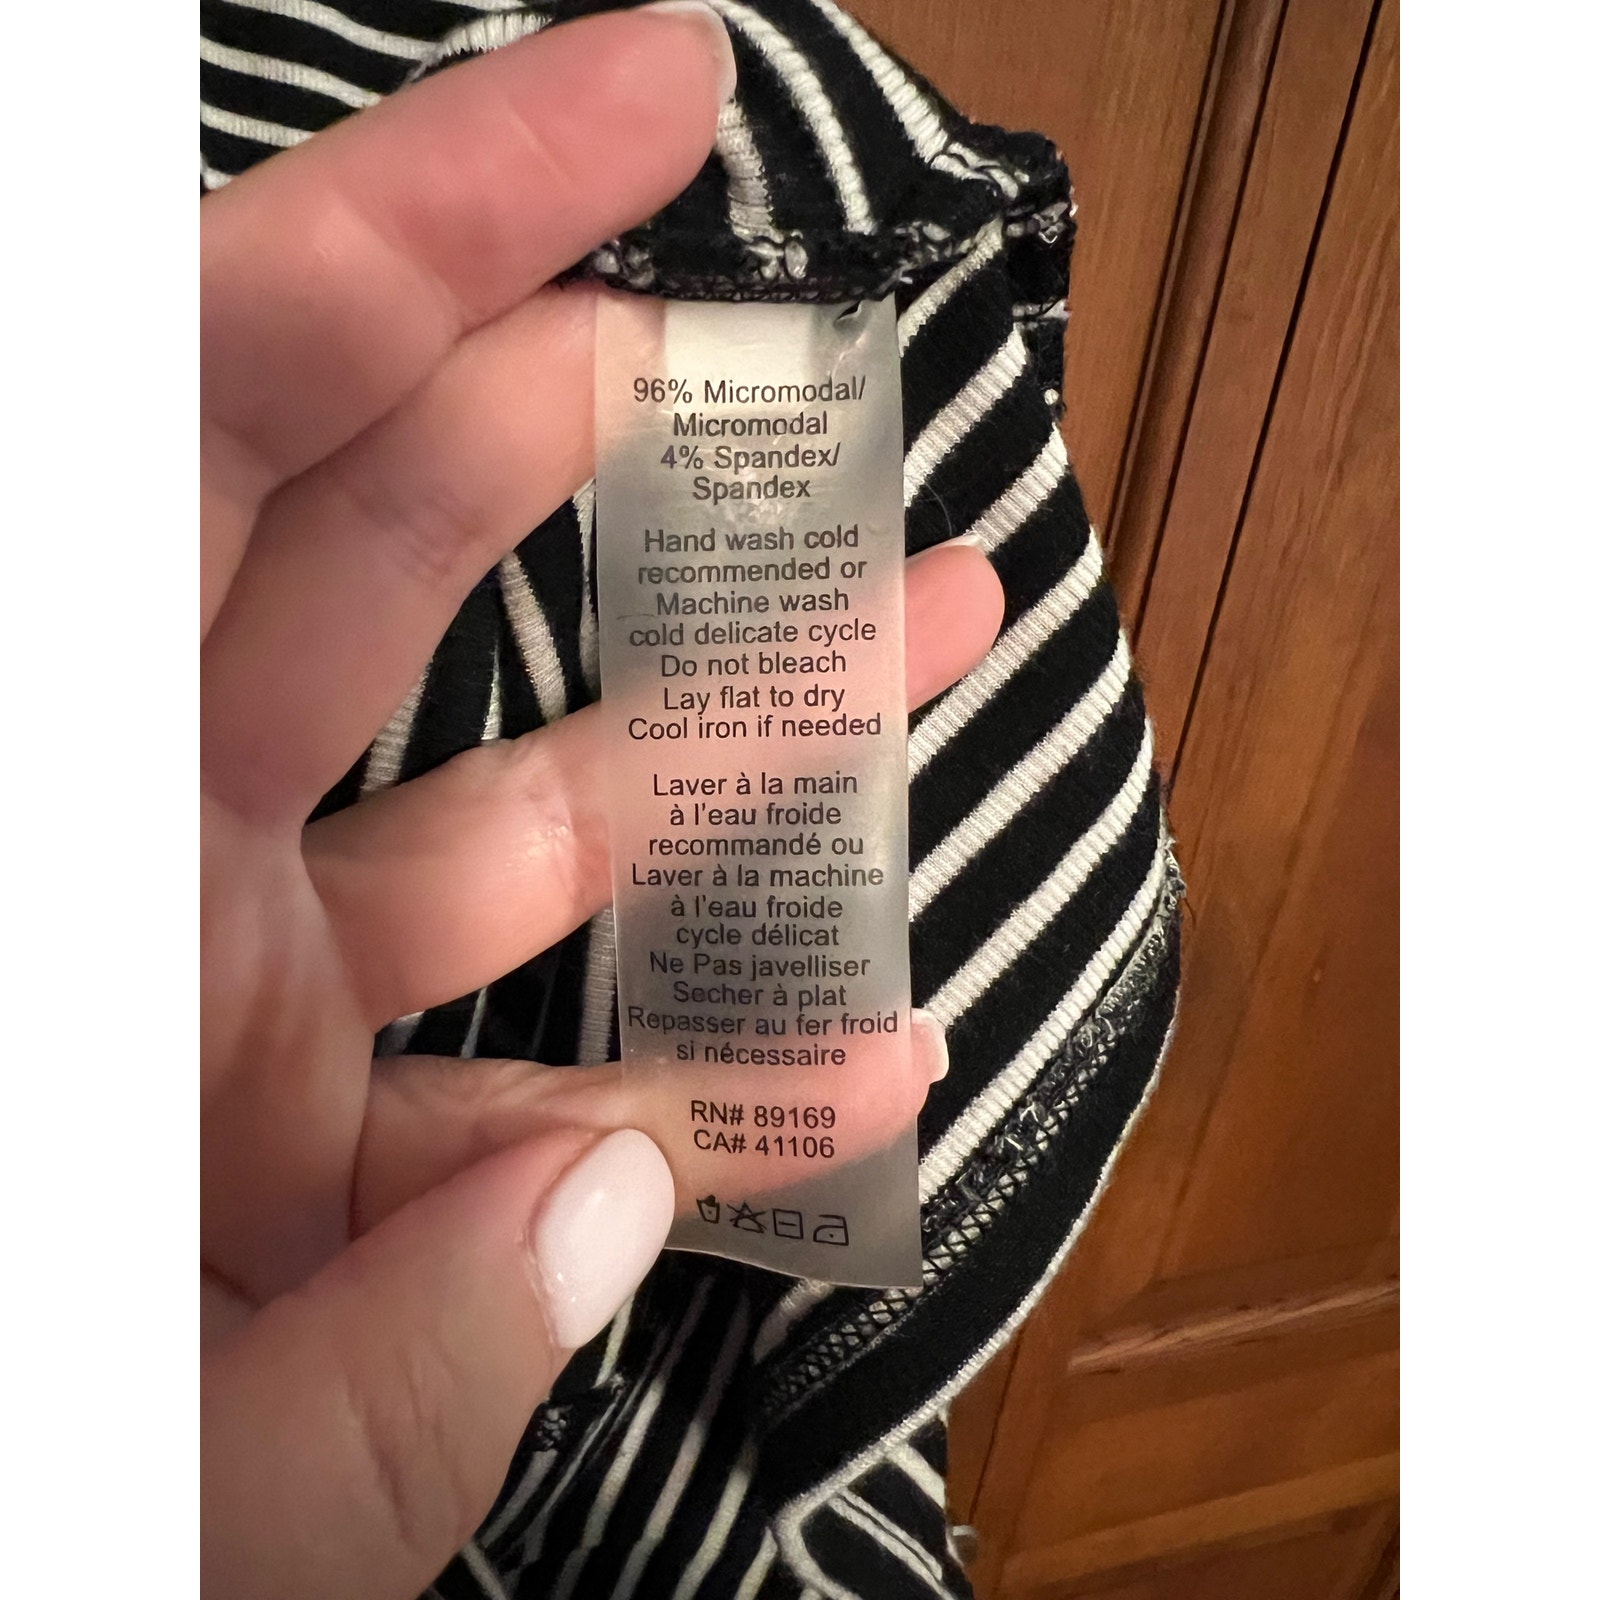 96% Micromodal/
Micromodal
4% Spandex/
Spandex
Hand wash cold
recommended or
Machine wash
cold delicate cycle
Do not bleach
Lay flat to dry
Cool iron if needed
Laver à la main
à l'eau froide
recommandé ou
Laver à la machine
à l'eau froide
cycle délicat
Ne Pas javelliser
Secher à plat
Repasser au fer froid
si nécessaire
RN# 89169
CA# 41106